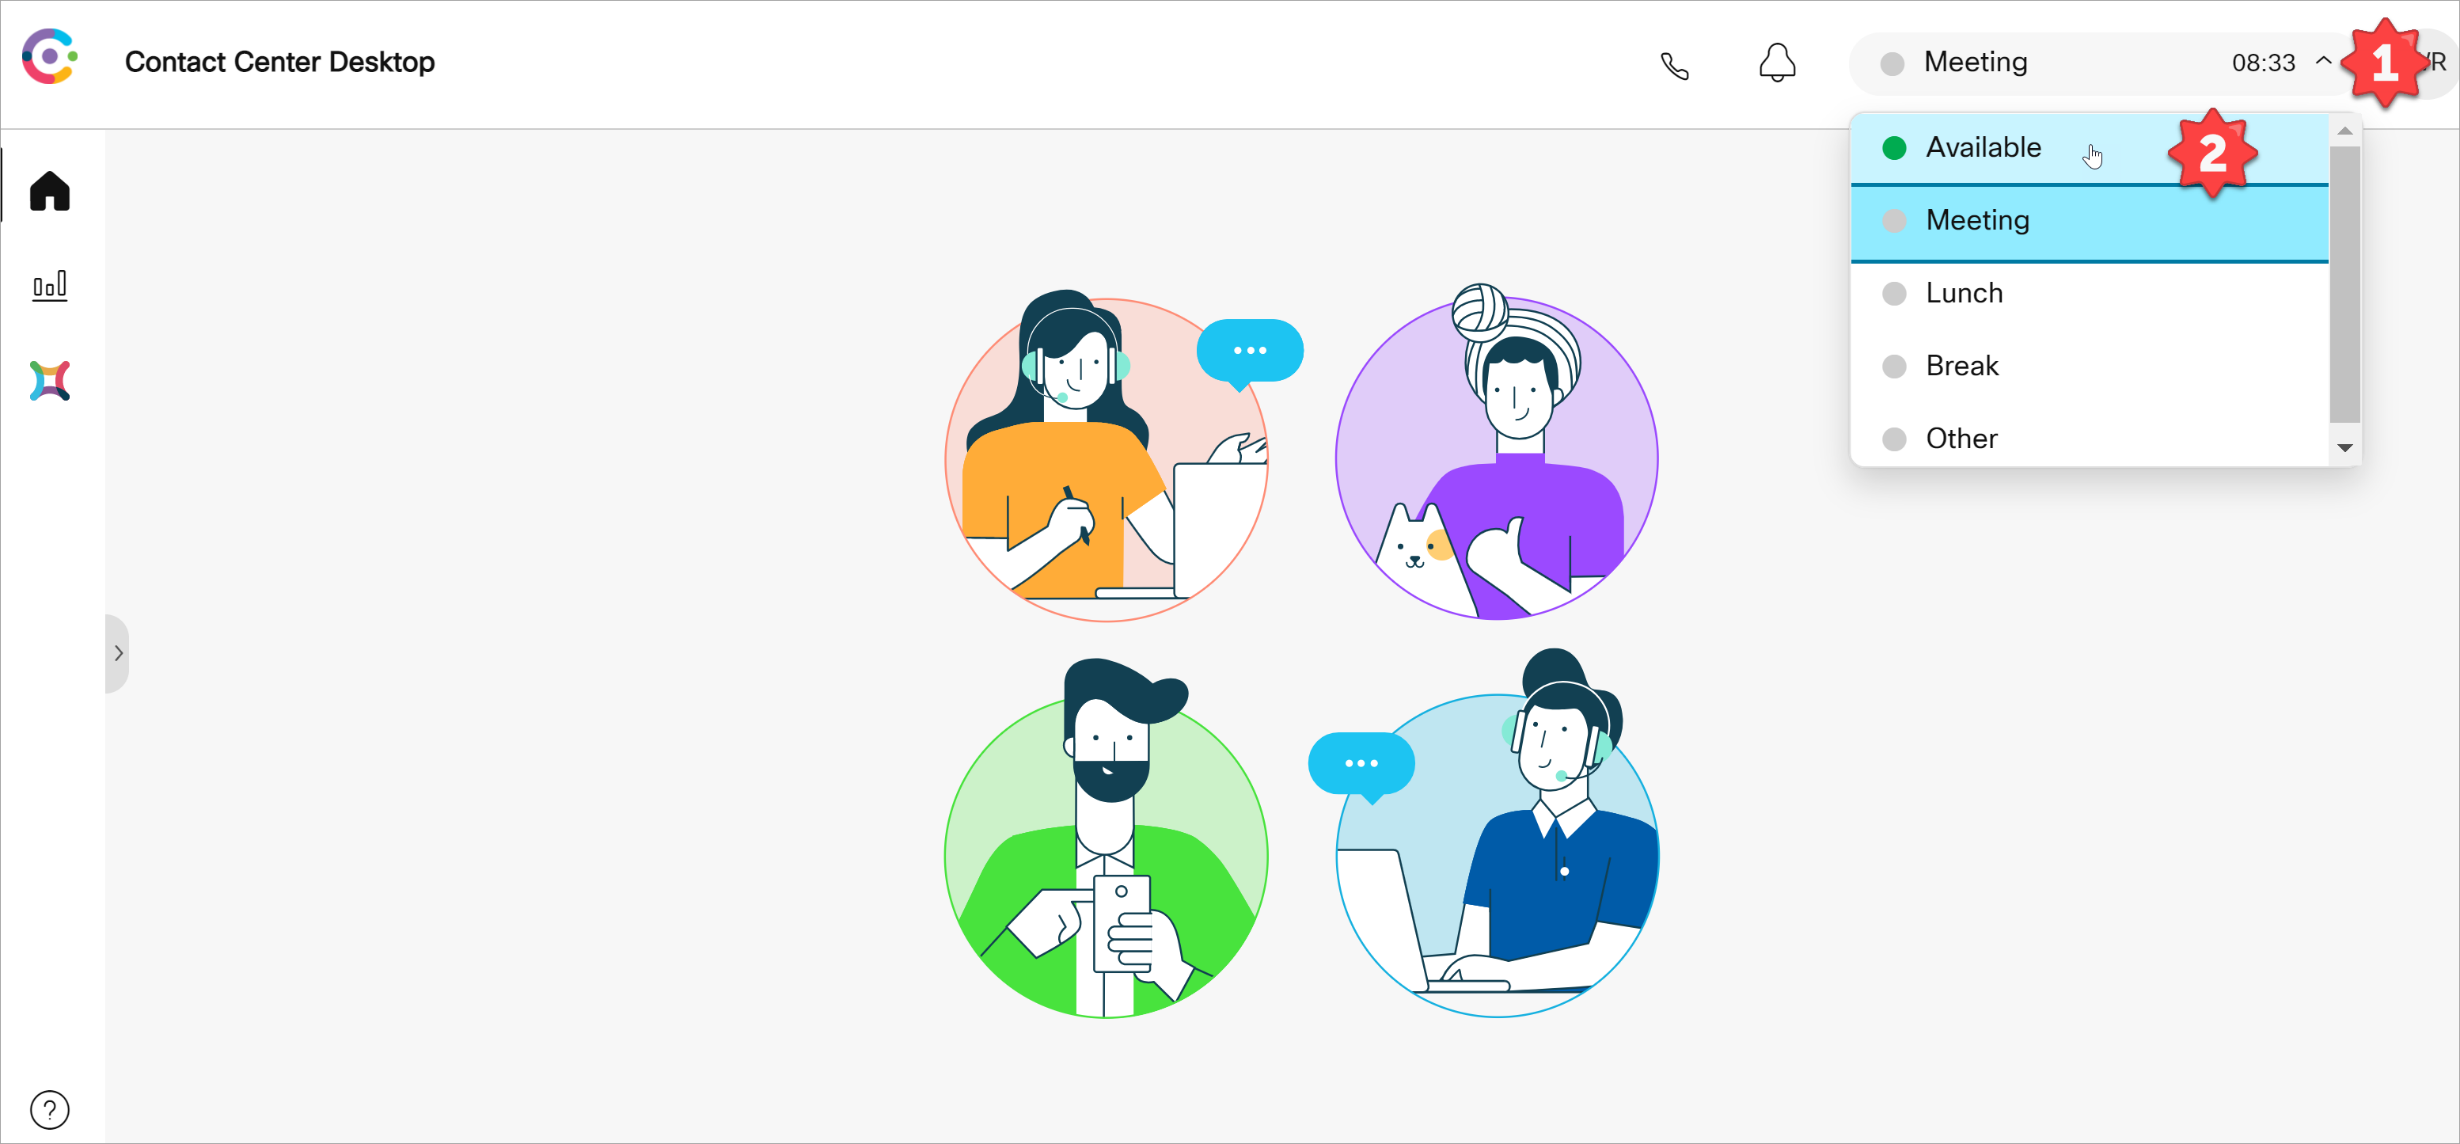 Contact Center Desktop
Meeting 08:33
1
R
Available
2
Meeting
Lunch
Break
Other
?